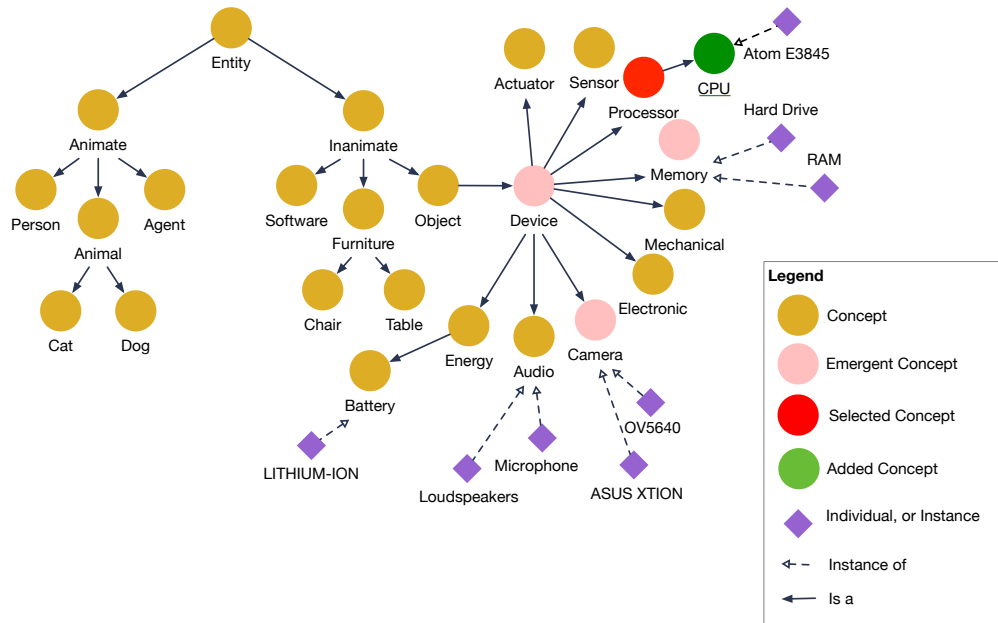 Entity
Actuator
Sensor
Processor
CPU
Atom E3845
Hard Drive
Animate
Inanimate
RAM
Memory
Person
Animal
Agent
Software
Furniture
Object
Device
Mechanical
Electronic
Cat
Dog
Chair
Table
Energy
Audio
Camera
Battery
LITHIUM-ION
Loudspeakers
Microphone
OV5640
ASUS XTION
Legend
Concept
Emergent Concept
Selected Concept
Added Concept
Individual, or Instance
Instance of
Is a